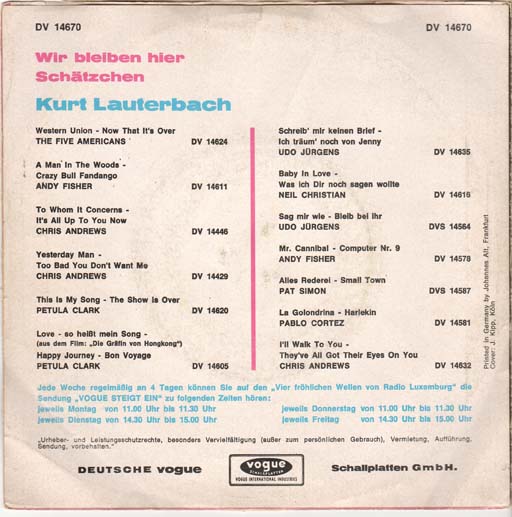 DV 14670
DV 14670
Wir bleiben hier
Schätzchen
Kurt Lauterbach
Western Union - Now That It's Over
THE FIVE AMERICANS DV 14624
A Man In The Woods -
Crazy Bull Fandango
ANDY FISHER DV 14611
To Whom It Concerns -
It's All Up To You Now
CHRIS ANDREWS DV 14446
Yesterday Man -
Too Bad You Don't Want Me
CHRIS ANDREWS DV 14429
This Is My Song - The Show is Over
PETULA CLARK DV 14620
Love - so heißt mein Song -
(aus dem Film: „Die Gräfin von Hongkong")
Happy Journey - Bon Voyage
PETULA CLARK DV 14605
Schreib' mir keinen Brief -
Ich träum' noch von Jenny
UDO JÜRGENS DV 14635
Baby In Love -
Was ich Dir noch sagen wollte
NEIL CHRISTIAN DV 14616
Sag mir wie - Bleib bei ihr
UDO JÜRGENS DVS 14564
Mr. Cannibal - Computer Nr. 9
ANDY FISHER DV 14578
Alles Rederei - Small Town
PAT SIMON DVS 14587
La Golondrina - Harlekin
PABLO CORTEZ DV 14581
I'll Walk To You -
They've All Got Their Eyes On You
CHRIS ANDREWS DV 14632
Printed in Germany by Johannes Alt, Frankfurt
Cover: J. Kipp, Köln
Jede Woche regelmäßig an 4 Tagen können Sie auf den „Vier fröhlichen Wellen von Radio Luxemburg" die
Sendung „VOGUE STEIGT EIN" zu folgenden Zeiten hören:
jeweils Montag von 11.00 Uhr bis 11.30 Uhr jeweils Donnerstag von 11.00 Uhr bis 11.30 Uhr
jeweils Dienstag von 14.30 Uhr bis 15.00 Uhr jeweils Freitag von 14.30 Uhr bis 15.00 Uhr
„Urheber- und Leistungsschutzrechte, besonders Vervielfältigung (außer zum persönlichen Gebrauch), Vermietung, Aufführung,
Sendung, vorbehalten."
DEUTSCHE vogue
vogue
SCHALLPLATTEN
VOGUE INTERNATIONAL INDUSTRIES
Schallplatten GmbH.